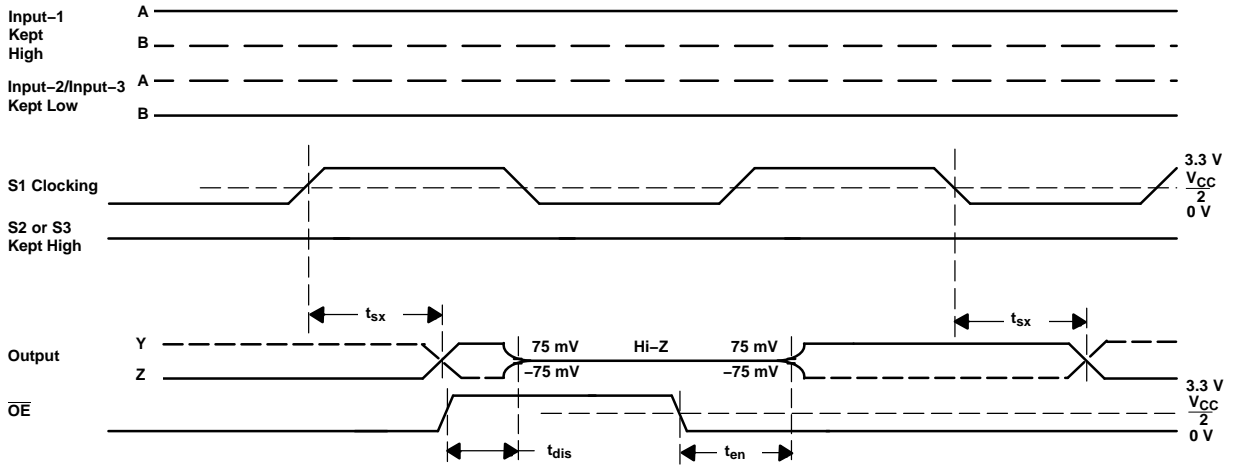 Input–1
Kept
High
A
B
Input–2/Input–3
Kept Low
A
B
S1 Clocking
3.3 V
VCC
2
0 V
S2 or S3
Kept High
tsx
tsx
Output
Y
Z
75 mV
Hi–Z
75 mV
–75 mV
–75 mV
OE
3.3 V
VCC
2
0 V
tdis
ten